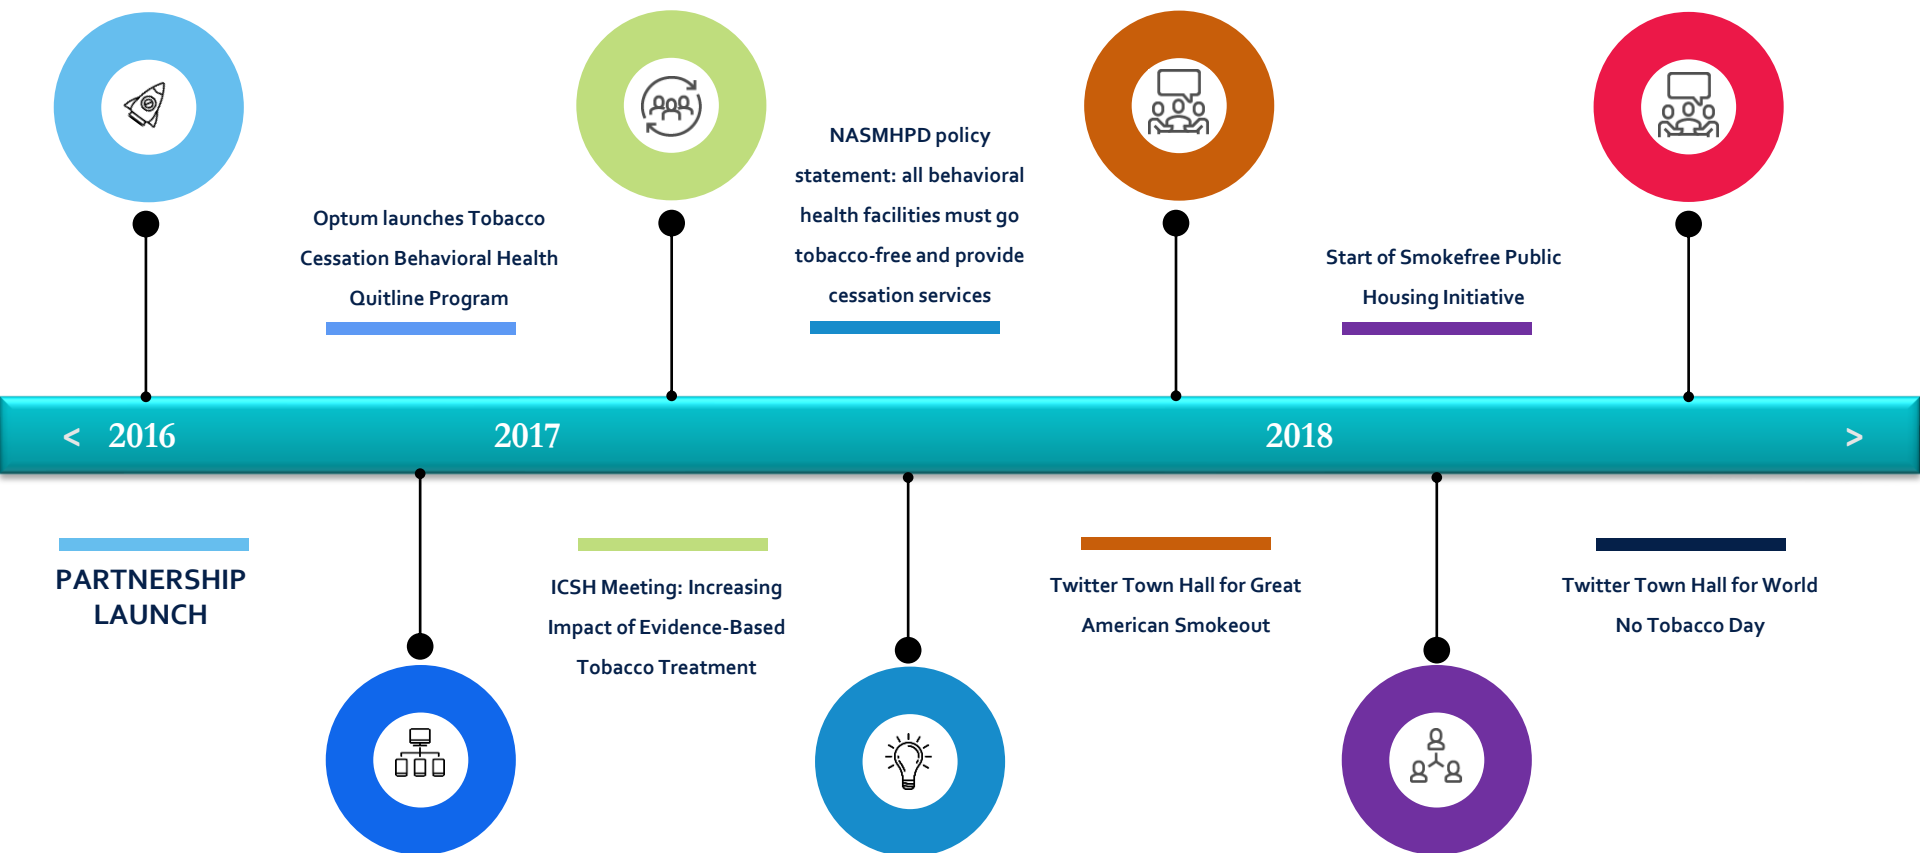 NASMHPD policy
statement: all behavioral
health facilities must go
tobacco-free and provide
cessation services
Optum launches Tobacco
Cessation Behavioral Health
Quitline Program
Start of Smokefree Public
Housing Initiative
< 2016 2017 2018 >
PARTNERSHIP
LAUNCH
ICSH Meeting: Increasing
Impact of Evidence-Based
Tobacco Treatment
Twitter Town Hall for Great
American Smokeout
Twitter Town Hall for World
No Tobacco Day